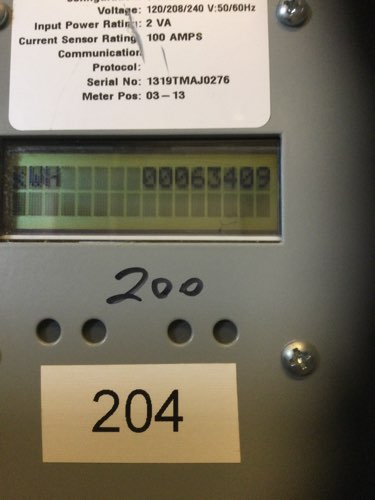 Voltage: 120/208/240 V:50/60Hz
Input Power Rating: 2 VA
Current Sensor Rating: 100 AMPS
Communication
Protocol:
Serial No: 1319TMAJ0276
Meter Pos: 03-13
KWH 00063409
200
204